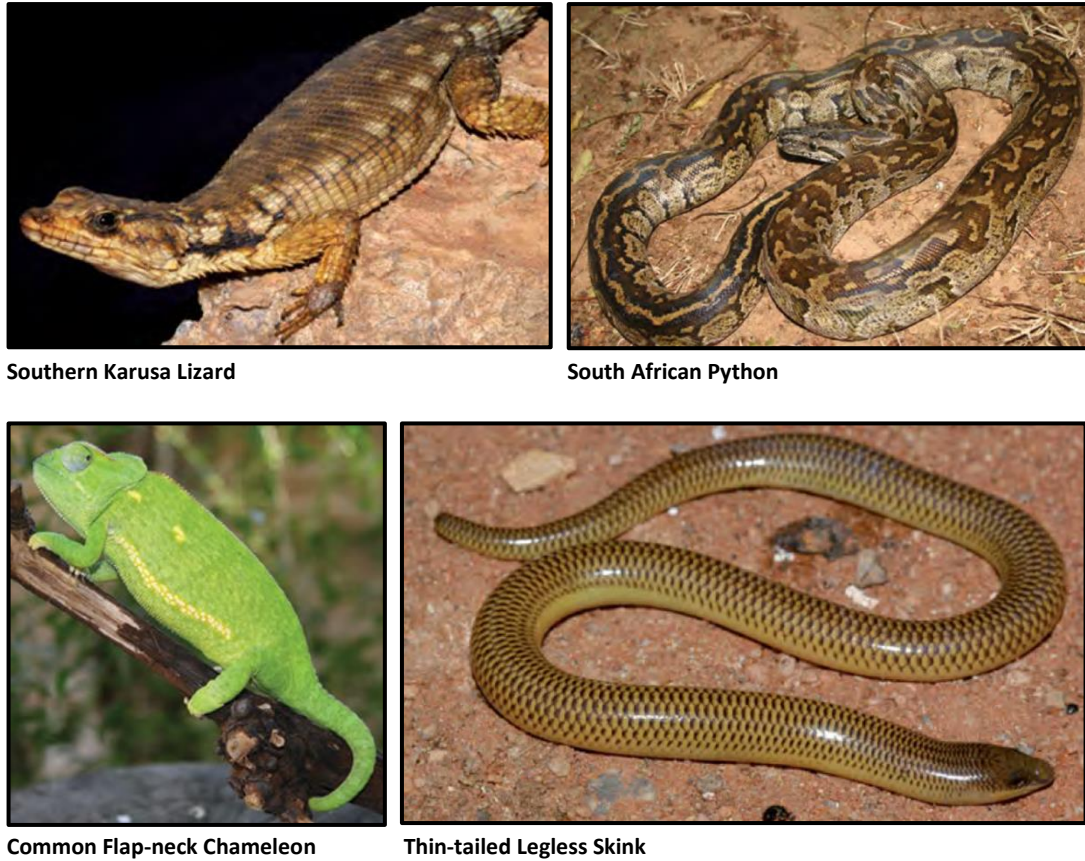 Southern Karusa Lizard
South African Python
Common Flap-neck Chameleon
Thin-tailed Legless Skink